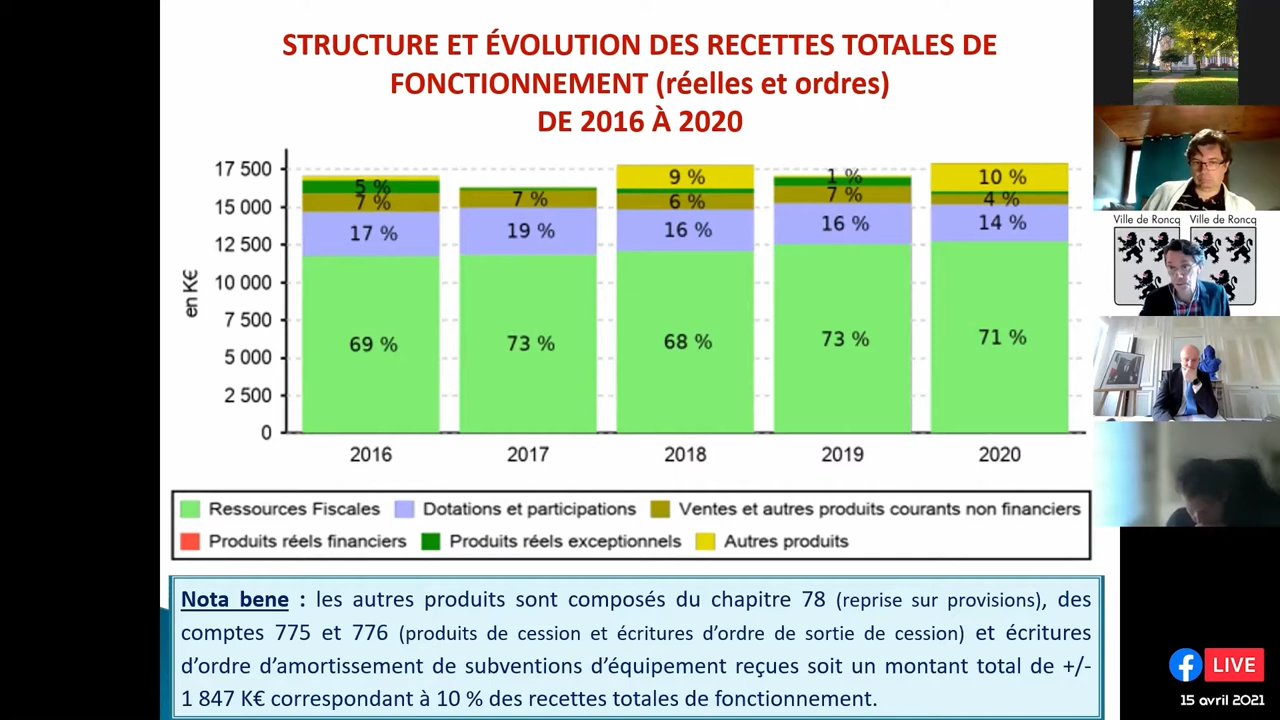 STRUCTURE ET ÉVOLUTION DES RECETTES TOTALES DE
FONCTIONNEMENT (réelles et ordres)
DE 2016 À 2020
en K€
17 500
15 000
12 500
10 000
7 500
5 000
2 500
0
5 %
7 %
17 %
69 %
7 %
19 %
73 %
9 %
6 %
16 %
68 %
1 %
7 %
16 %
73 %
10 %
4 %
14 %
71 %
2016 2017 2018 2019 2020
Ressources Fiscales Dotations et participations Ventes et autres produits courants non financiers
Produits réels financiers Produits réels exceptionnels Autres produits
Nota bene : les autres produits sont composés du chapitre 78 (reprise sur provisions), des
comptes 775 et 776 (produits de cession et écritures d’ordre de sortie de cession) et écritures
d’ordre d’amortissement de subventions d’équipement reçues soit un montant total de +/-
1 847 K€ correspondant à 10 % des recettes totales de fonctionnement.
Ville de Roncq Ville de Roncq
LIVE
15 avril 2021